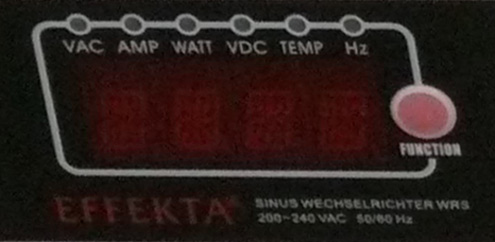 VAC AMP WATT VDC TEMP Hz
FUNCTION
EFFEKTA
SINUS WECHSELRICHTER WRS
200~240 VAC 50/60 Hz